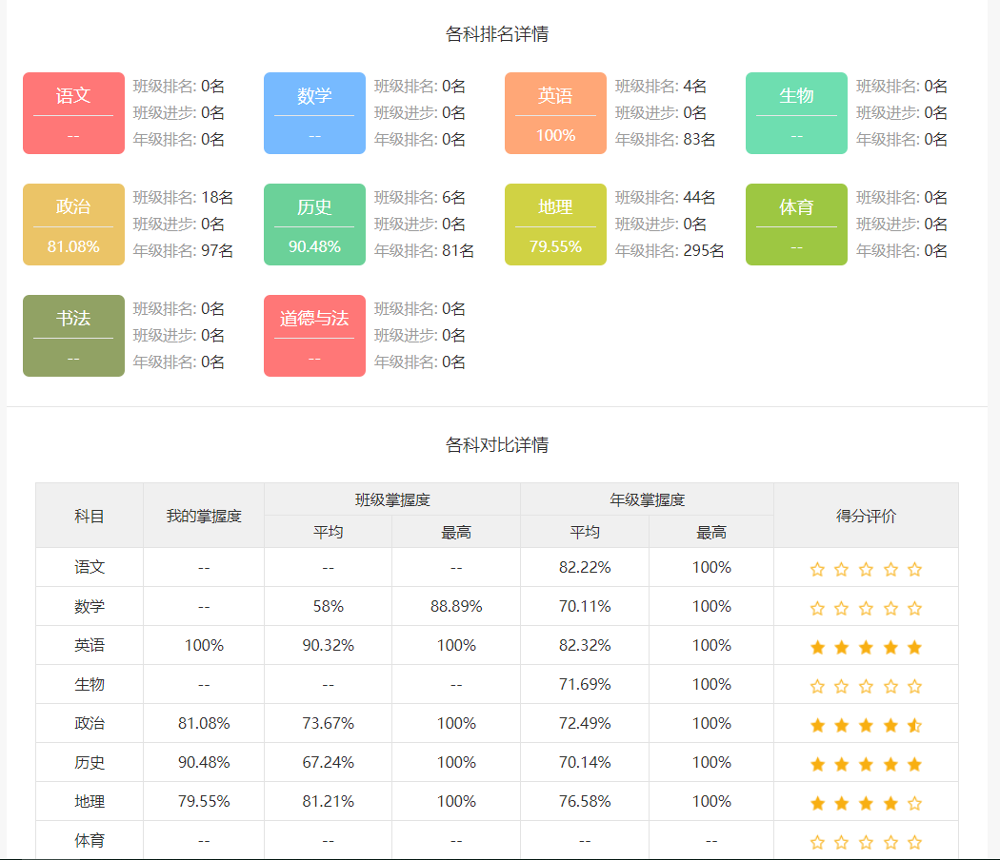 各科排名详情
语文
--
班级排名: 0名
班级进步: 0名
年级排名: 0名
数学
--
班级排名: 0名
班级进步: 0名
年级排名: 0名
英语
100%
班级排名: 4名
班级进步: 0名
年级排名: 83名
生物
--
班级排名: 0名
班级进步: 0名
年级排名: 0名
政治
81.08%
班级排名: 18名
班级进步: 0名
年级排名: 97名
历史
90.48%
班级排名: 6名
班级进步: 0名
年级排名: 81名
地理
79.55%
班级排名: 44名
班级进步: 0名
年级排名: 295名
体育
--
班级排名: 0名
班级进步: 0名
年级排名: 0名
书法
--
班级排名: 0名
班级进步: 0名
年级排名: 0名
道德与法
--
班级排名: 0名
班级进步: 0名
年级排名: 0名
各科对比详情
科目 我的掌握度 班级掌握度 年级掌握度 得分评价
平均 最高 平均 最高
语文 -- -- -- 82.22% 100%
数学 -- 58% 88.89% 70.11% 100%
英语 100% 90.32% 100% 82.32% 100%
生物 -- -- -- 71.69% 100%
政治 81.08% 73.67% 100% 72.49% 100%
历史 90.48% 67.24% 100% 70.14% 100%
地理 79.55% 81.21% 100% 76.58% 100%
体育 -- -- -- -- --